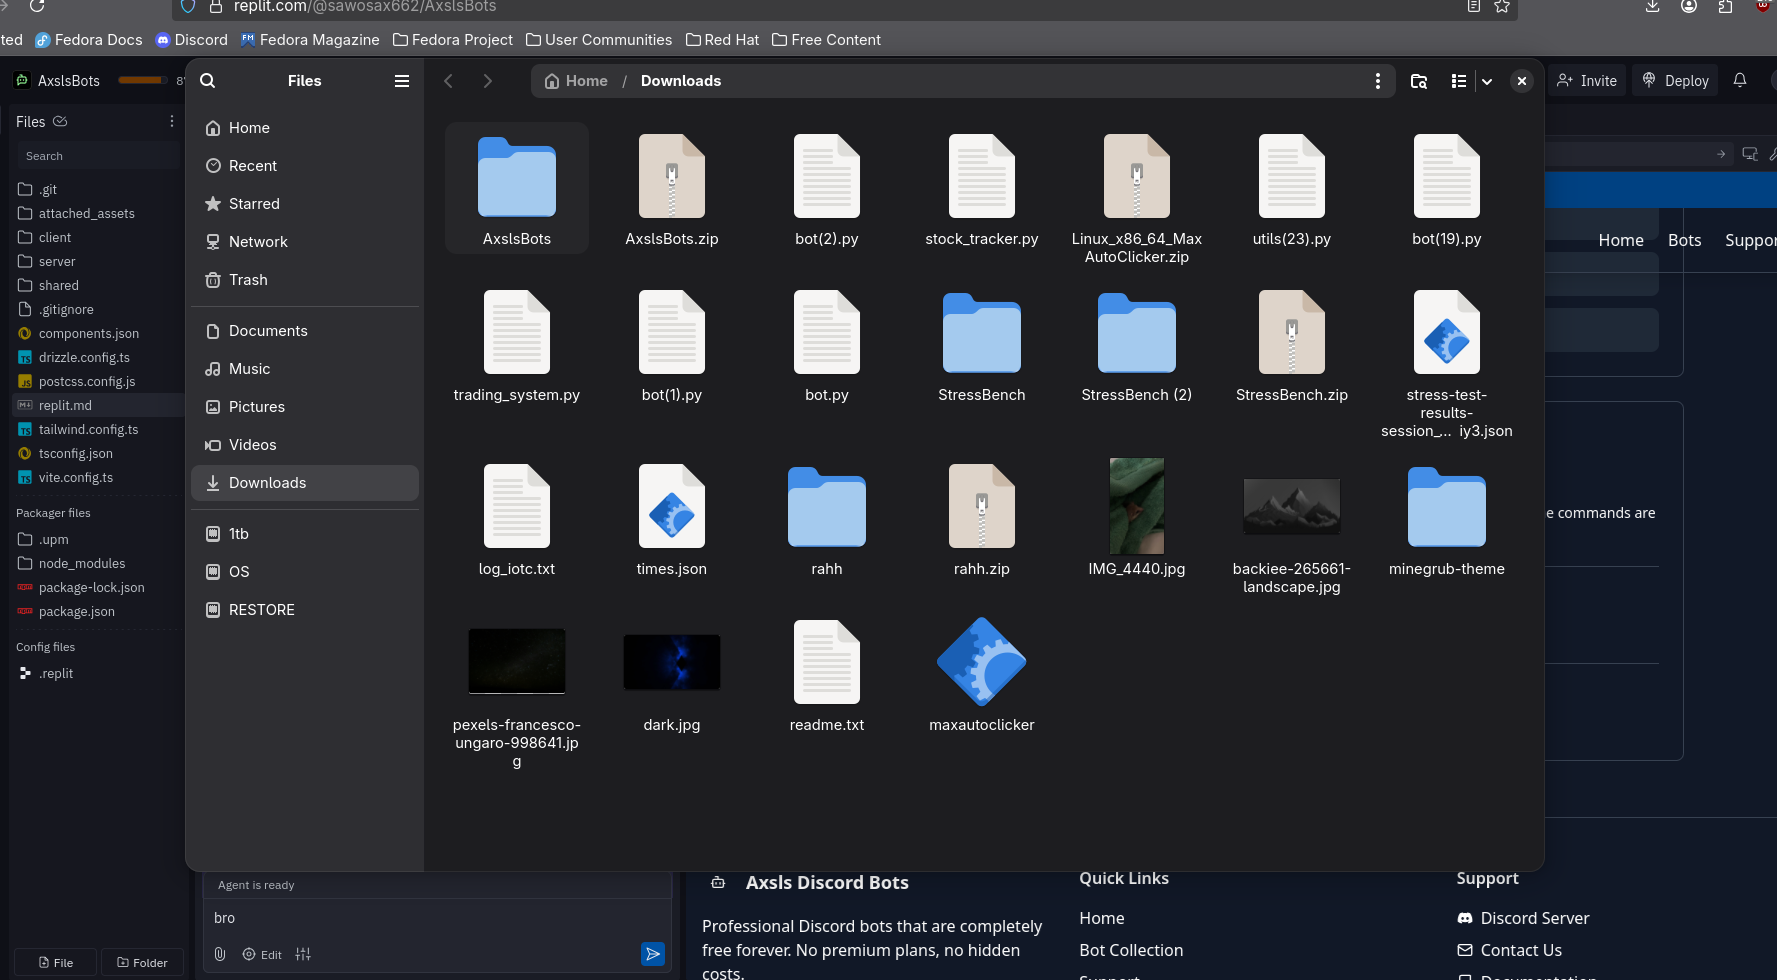 replit.com/@sawosax662/AxslsBots
ted
Fedora Docs
Discord
Fedora Magazine
Fedora Project
User Communities
Red Hat
Free Content
AxslsBots
Files
Home / Downloads
Invite
Deploy
Files
Search
.git
attached_assets
client
server
shared
.gitignore
components.json
drizzle.config.ts
postcss.config.js
replit.md
tailwind.config.ts
tsconfig.json
vite.config.ts
Packager files
.upm
node_modules
package-lock.json
package.json
Config files
.replit
File
Folder
Home
Recent
Starred
Network
Trash
Documents
Music
Pictures
Videos
Downloads
1tb
OS
RESTORE
AxslsBots
AxslsBots.zip
bot(2).py
stock_tracker.py
Linux_x86_64_Max
AutoClicker.zip
utils(23).py
bot(19).py
trading_system.py
bot(1).py
bot.py
StressBench
StressBench (2)
StressBench.zip
stress-test-
results-
session_... iy3.json
log_iotc.txt
times.json
rahh
rahh.zip
IMG_4440.jpg
backiee-265661-
landscape.jpg
minegrub-theme
pexels-francesco-
ungaro-998641.jp
g
dark.jpg
readme.txt
maxautoclicker
Home
Bots
Suppor
e commands are
Agent is ready
bro
Edit
Axsls Discord Bots
Professional Discord bots that are completely
free forever. No premium plans, no hidden
costs.
Quick Links
Home
Bot Collection
Support
Support
Discord Server
Contact Us
Documentation